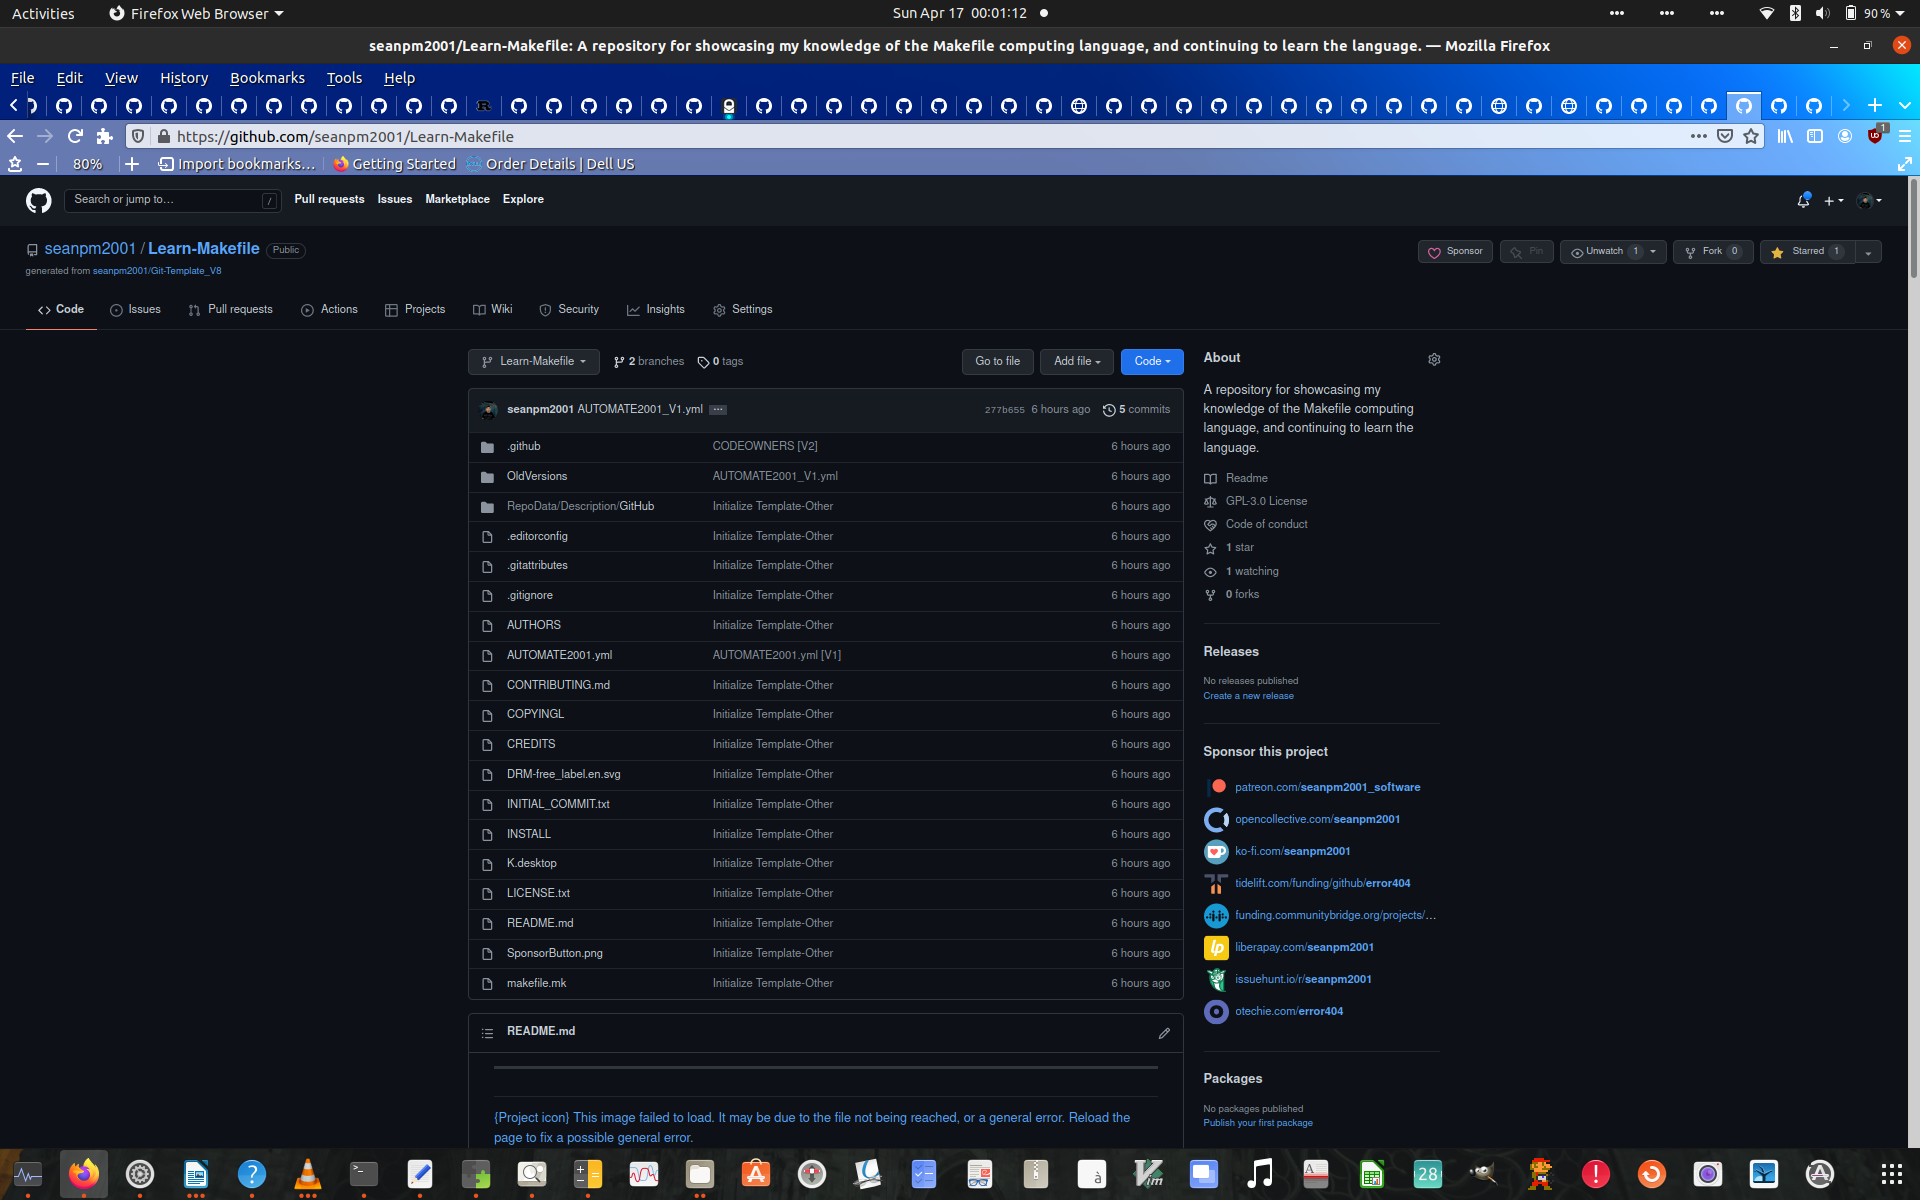 Activities
Firefox Web Browser
Sun Apr 17 00:01:12
90 %
seanpm2001/Learn-Makefile: A repository for showcasing my knowledge of the Makefile computing language, and continuing to learn the language. — Mozilla Firefox
File Edit View History Bookmarks Tools Help
https://github.com/seanpm2001/Learn-Makefile
1
80%
Import bookmarks...
Getting Started
Order Details | Dell US
Search or jump to...
/
Pull requests Issues Marketplace Explore
seanpm2001 / Learn-Makefile Public
generated from seanpm2001/Git-Template_V8
Sponsor
Pin
Unwatch 1
Fork 0
Starred 1
Code
Issues
Pull requests
Actions
Projects
Wiki
Security
Insights
Settings
Learn-Makefile
2 branches
0 tags
Go to file
Add file
Code
seanpm2001 AUTOMATE2001_V1.yml ...
277b655 6 hours ago 5 commits
.github CODEOWNERS [V2] 6 hours ago
OldVersions AUTOMATE2001_V1.yml 6 hours ago
RepoData/Description/GitHub Initialize Template-Other 6 hours ago
.editorconfig Initialize Template-Other 6 hours ago
.gitattributes Initialize Template-Other 6 hours ago
.gitignore Initialize Template-Other 6 hours ago
AUTHORS Initialize Template-Other 6 hours ago
AUTOMATE2001.yml AUTOMATE2001.yml [V1] 6 hours ago
CONTRIBUTING.md Initialize Template-Other 6 hours ago
COPYINGL Initialize Template-Other 6 hours ago
CREDITS Initialize Template-Other 6 hours ago
DRM-free_label.en.svg Initialize Template-Other 6 hours ago
INITIAL_COMMIT.txt Initialize Template-Other 6 hours ago
INSTALL Initialize Template-Other 6 hours ago
K.desktop Initialize Template-Other 6 hours ago
LICENSE.txt Initialize Template-Other 6 hours ago
README.md Initialize Template-Other 6 hours ago
SponsorButton.png Initialize Template-Other 6 hours ago
makefile.mk Initialize Template-Other 6 hours ago
README.md
{Project icon} This image failed to load. It may be due to the file not being reached, or a general error. Reload the
page to fix a possible general error.
About
A repository for showcasing my
knowledge of the Makefile computing
language, and continuing to learn the
language.
Readme
GPL-3.0 License
Code of conduct
1 star
1 watching
0 forks
Releases
No releases published
Create a new release
Sponsor this project
patreon.com/seanpm2001_software
opencollective.com/seanpm2001
ko-fi.com/seanpm2001
tidelift.com/funding/github/error404
funding.communitybridge.org/projects/...
liberapay.com/seanpm2001
issuehunt.io/r/seanpm2001
otechie.com/error404
Packages
No packages published
Publish your first package
28